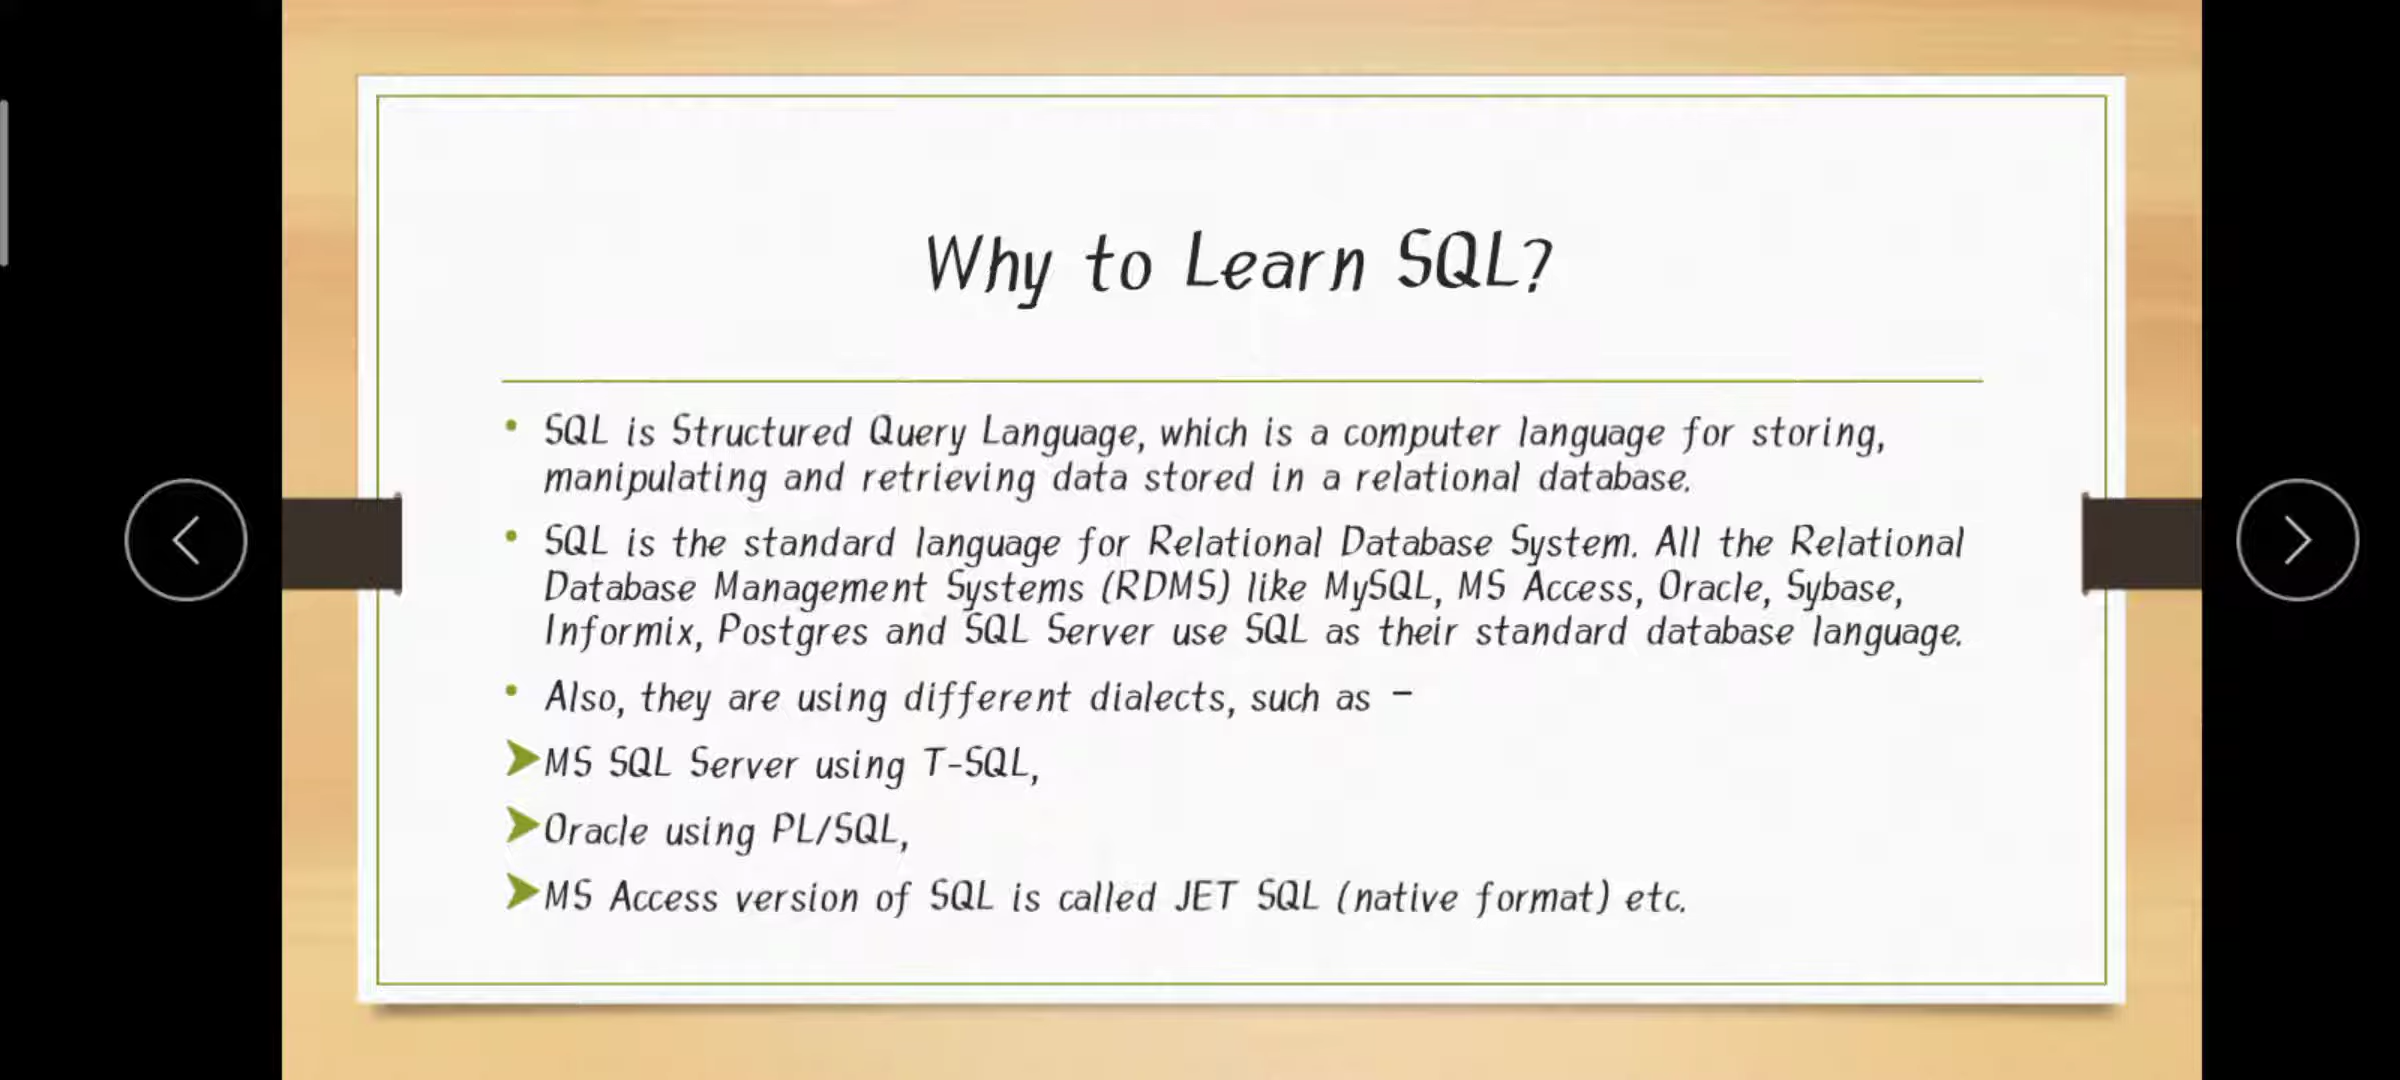 Why to Learn SQL?
• SQL is Structured Query Language, which is a computer language for storing,
manipulating and retrieving data stored in a relational database.
• SQL is the standard language for Relational Database System. All the Relational
Database Management Systems (RDMS) like MySQL, MS Access, Oracle, Sybase,
Informix, Postgres and SQL Server use SQL as their standard database language.
• Also, they are using different dialects, such as –
➤MS SQL Server using T-SQL,
➤Oracle using PL/SQL,
➤MS Access version of SQL is called JET SQL (native format) etc.